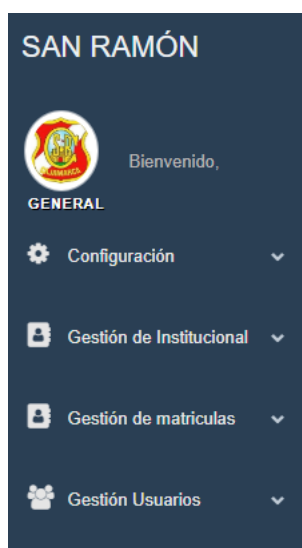 SAN RAMÓN
Bienvenido,
GENERAL
Configuración
Gestión de Institucional
Gestión de matriculas
Gestión Usuarios